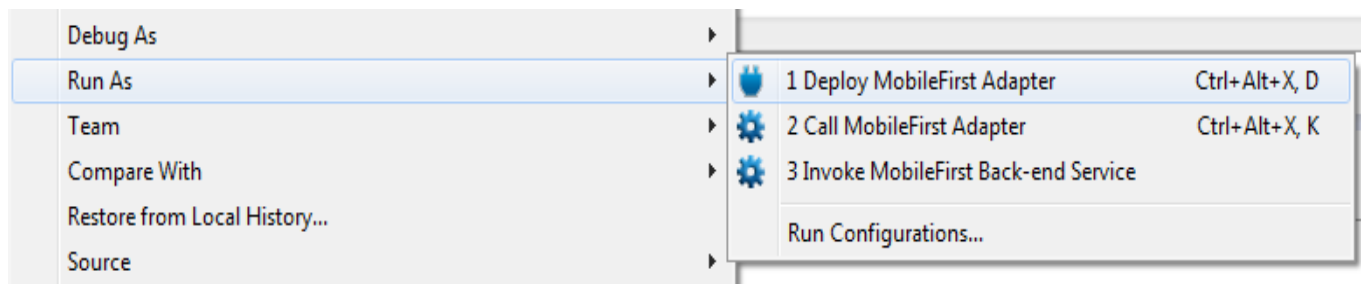 Debug As
Run As
Team
Compare With
Restore from Local History...
Source
1 Deploy MobileFirst Adapter Ctrl+Alt+X, D
2 Call MobileFirst Adapter Ctrl+Alt+X, K
3 Invoke MobileFirst Back-end Service
Run Configurations...